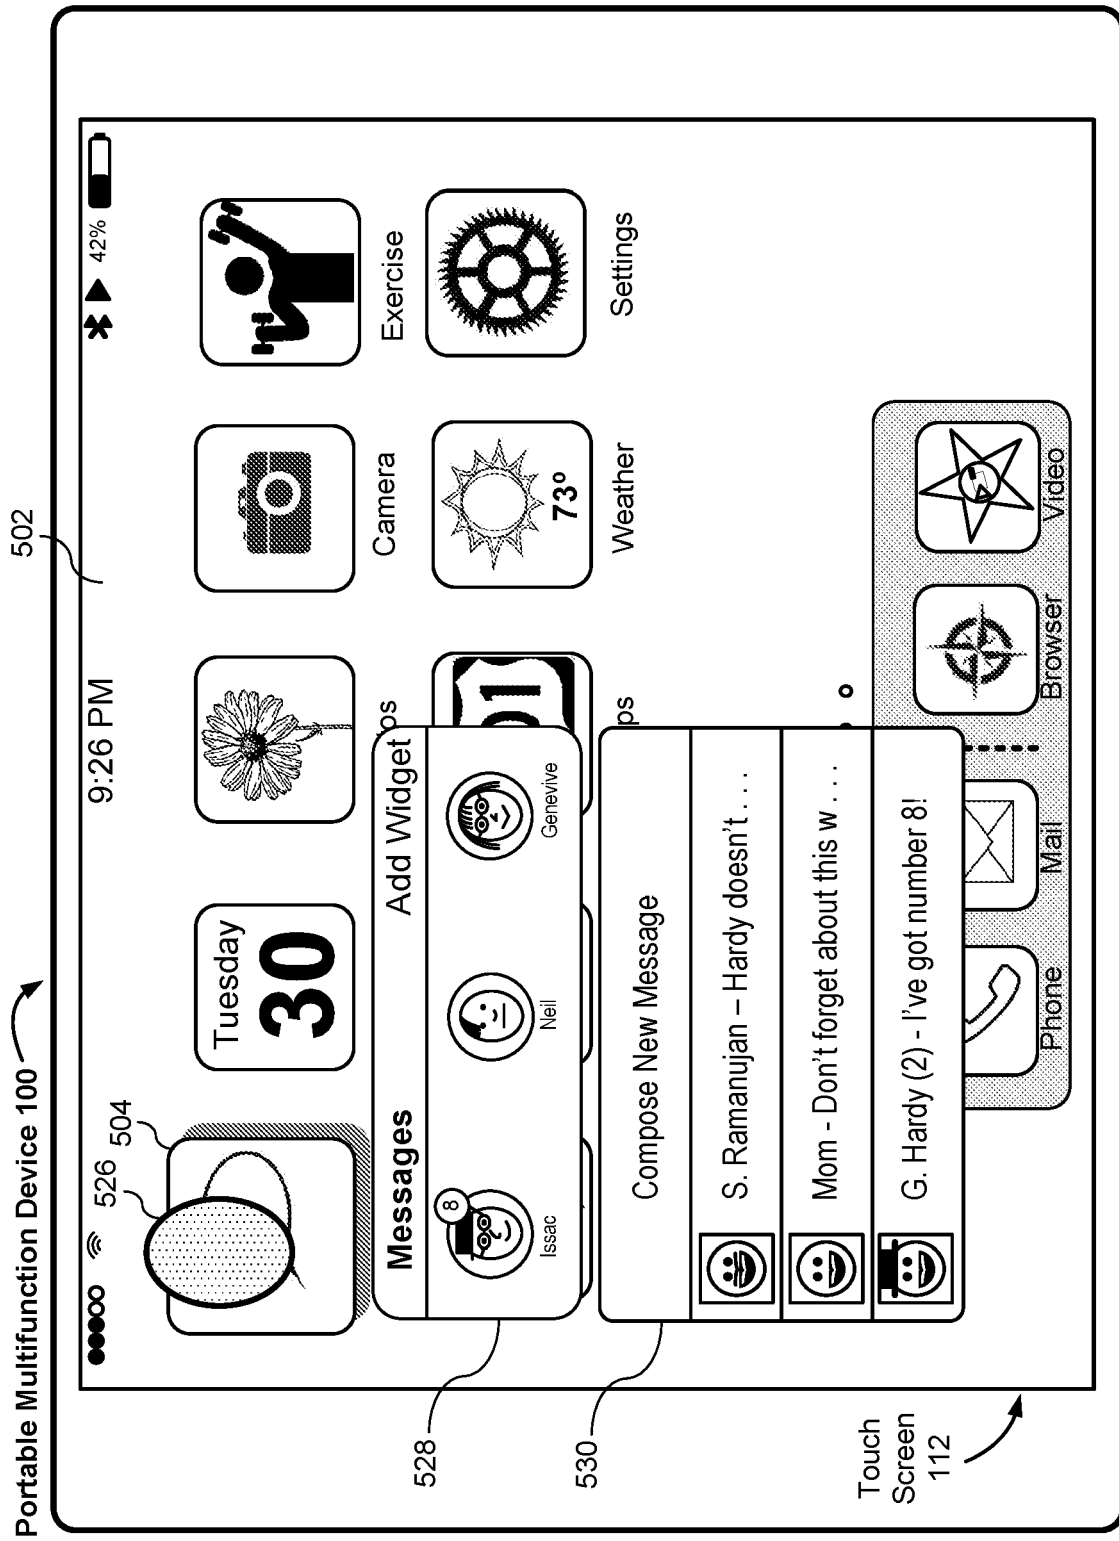 Portable Multifunction Device 100
502
9:26 PM
42%
526
504
Tuesday
30
Camera
Exercise
73º
Weather
Settings
Messages
Add Widget
8
Issac
Neil
Genevive
528
Compose New Message
S. Ramanujan – Hardy doesn't . . .
Mom - Don't forget about this w . . .
G. Hardy (2) - I've got number 8!
530
ps
Phone
Mail
Browser
Video
Touch
Screen
112